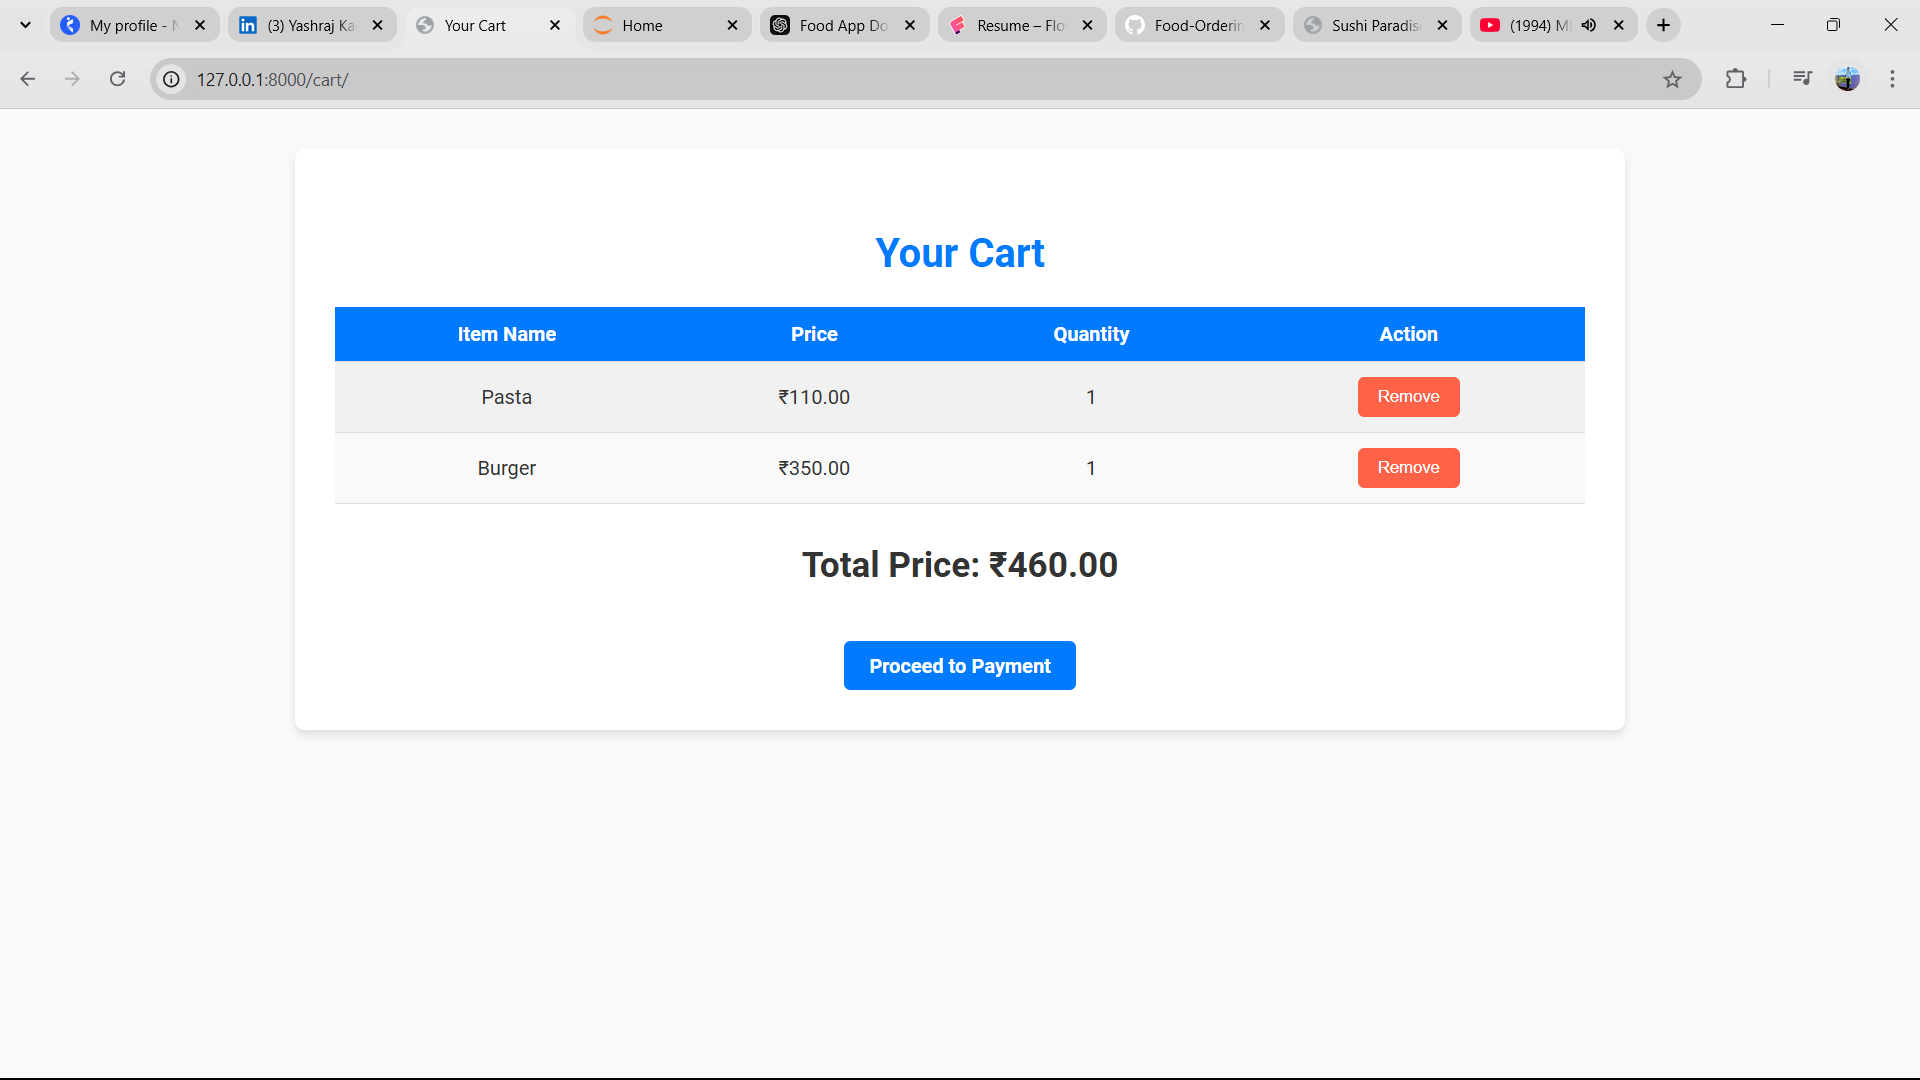 My profile - N
(3) Yashraj Ka
Your Cart
Home
Food App Do
Resume – Flo
Food-Orderin
Sushi Paradis
(1994) M
127.0.0.1:8000/cart/
Your Cart
Item Name Price Quantity Action
Pasta ₹110.00 1 Remove
Burger ₹350.00 1 Remove
Total Price: ₹460.00
Proceed to Payment